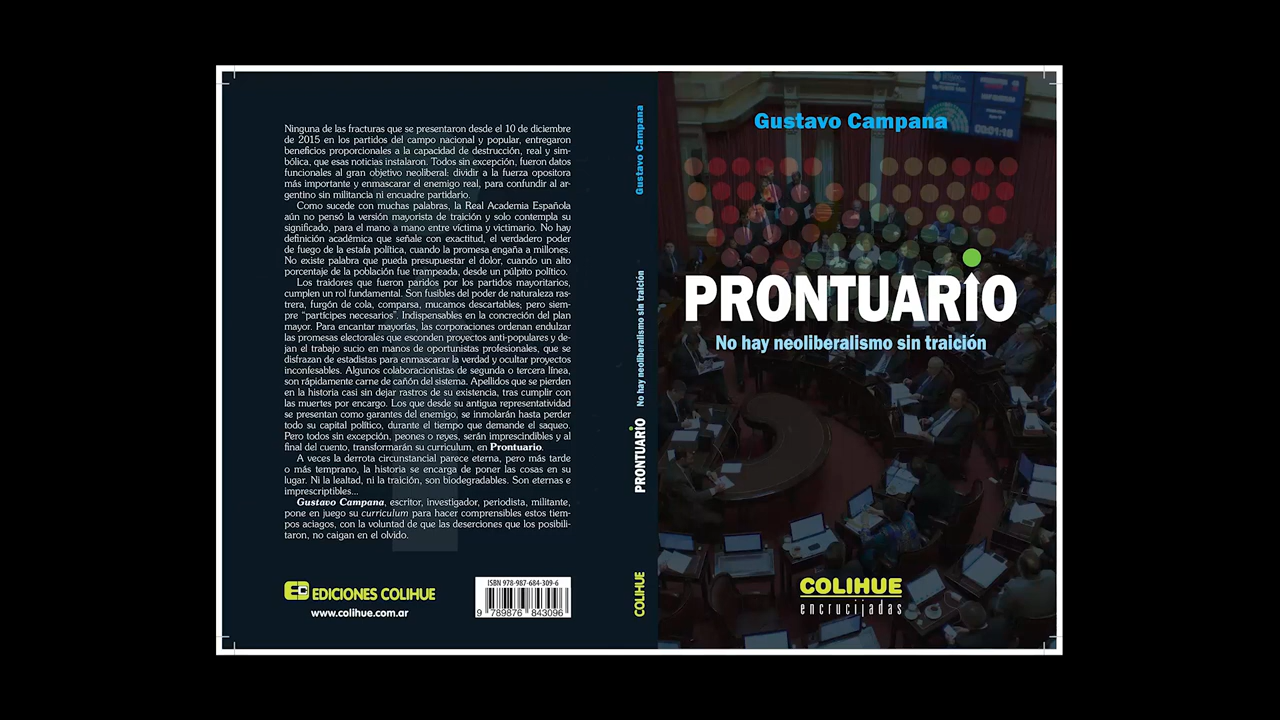 Ninguna de las fracturas que se presentaron desde el 10 de diciembre
de 2015 en los partidos del campo nacional y popular, entregaron
beneficios proporcionales a la capacidad de destrucción, real y sim-
bólica, que esas noticias instalaron. Todos sin excepción, fueron datos
funcionales al gran objetivo neoliberal: dividir a la fuerza opositora
más importante y enmascarar el enemigo real, para confundir al ar-
gentino sin militancia ni encuadre partidario.
Como sucede con muchas palabras, la Real Academia Española
aún no pensó la versión mayorista de traición y solo contempla su
significado, para el mano a mano entre víctima y victimario. No hay
definición académica que señale con exactitud, el verdadero poder
de fuego de la estafa política, cuando la promesa engaña a millones.
No existe palabra que pueda presupuestar el dolor, cuando un alto
porcentaje de la población fue trampeada, desde un púlpito político.
Los traidores que fueron paridos por los partidos mayoritarios,
cumplen un rol fundamental. Son fusibles del poder de naturaleza ras-
trera, furgón de cola, comparsa, mucamos descartables; pero siem-
pre “partícipes necesarios”. Indispensables en la concreción del plan
mayor. Para encantar mayorías, las corporaciones ordenan endulzar
las promesas electorales que esconden proyectos anti-populares y de-
jan el trabajo sucio en manos de oportunistas profesionales, que se
disfrazan de estadistas para enmascarar la verdad y ocultar proyectos
inconfesables. Algunos colaboracionistas de segunda o tercera línea,
son rápidamente carne de cañón del sistema. Apellidos que se pierden
en la historia casi sin dejar rastros de su existencia, tras cumplir con
las muertes por encargo. Los que desde su antigua representatividad
se presentan como garantes del enemigo, se inmolarán hasta perder
todo su capital político, durante el tiempo que demande el saqueo.
Pero todos sin excepción, peones o reyes, serán imprescindibles y al
final del cuento, transformarán su curriculum, en Prontuario.
A veces la derrota circunstancial parece eterna, pero más tarde
o más temprano, la historia se encarga de poner las cosas en su
lugar. Ni la lealtad, ni la traición, son biodegradables. Son eternas e
imprescriptibles...
Gustavo Campana, escritor, investigador, periodista, militante,
pone en juego su curriculum para hacer comprensibles estos tiem-
pos aciagos, con la voluntad de que las deserciones que los posibili-
taron, no caigan en el olvido.
EDICIONES COLIHUE
www.colihue.com.ar
ISBN 978-987-684-309-6
9 789876 843096
Gustavo Campana
No hay neoliberalismo sin traición
PRONTUARIO
COLIHUE
Gustavo Campana
PRONTUARIO
No hay neoliberalismo sin traición
COLIHUE
encrucijadas
00:01:10